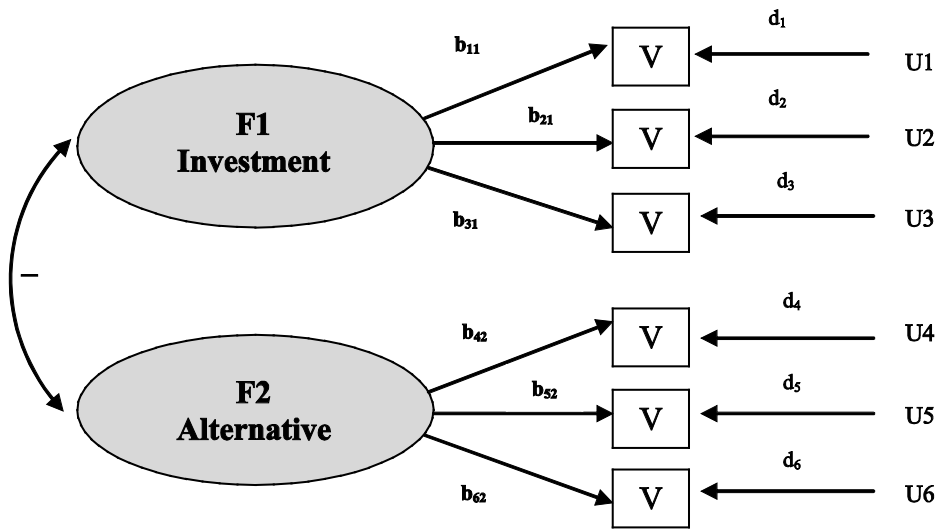 d₁
b₁₁
V
U1
F1
Investment
d₂
b₂₁
V
U2
d₃
b₃₁
V
U3
–
d₄
b₄₂
V
U4
F2
Alternative
d₅
b₅₂
V
U5
d₆
b₆₂
V
U6